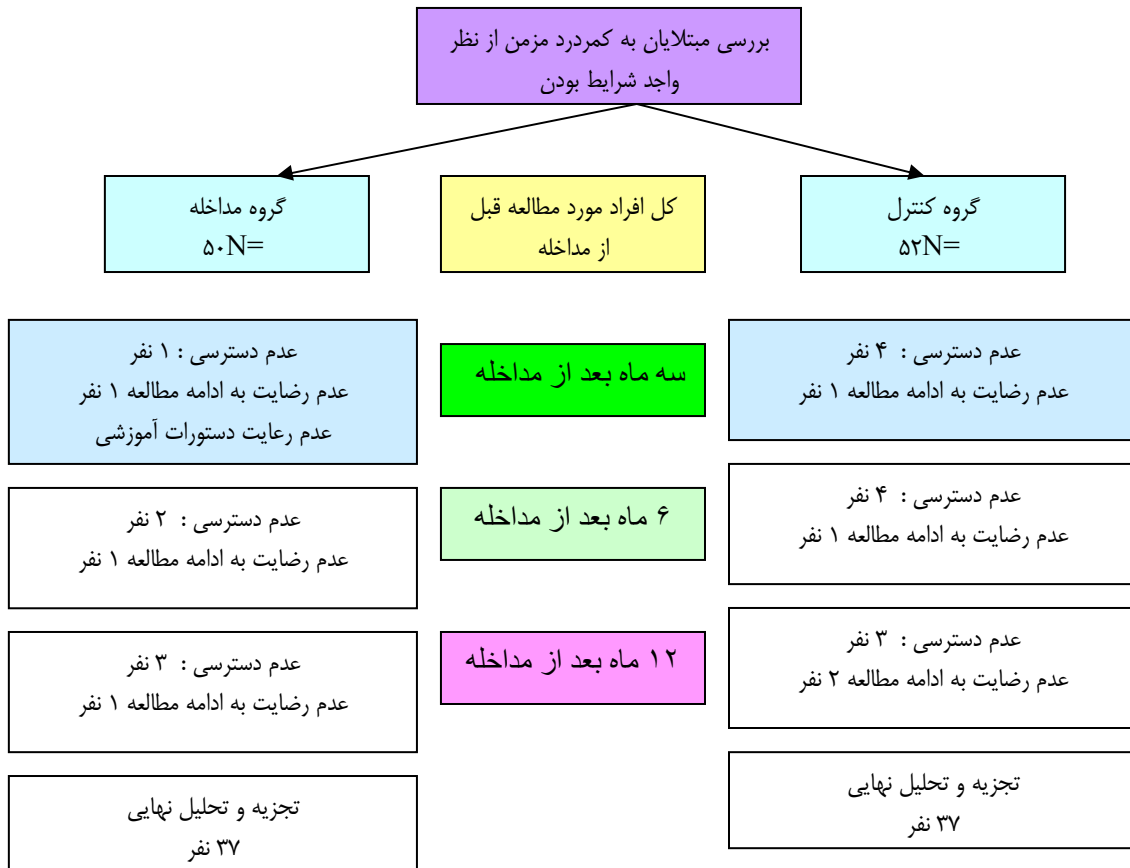 بررسی مبتلایان به کمردرد مزمن از نظر
واجد شرایط بودن
گروه کنترل
۵۲N=
کل افراد مورد مطالعه قبل
از مداخله
گروه مداخله
۵۰N=
عدم دسترسی : ۴ نفر
عدم رضایت به ادامه مطالعه ۱ نفر
سه ماه بعد از مداخله
عدم دسترسی : ۱ نفر
عدم رضایت به ادامه مطالعه ۱ نفر
عدم رعایت دستورات آموزشی
عدم دسترسی : ۴ نفر
عدم رضایت به ادامه مطالعه ۱ نفر
۶ ماه بعد از مداخله
عدم دسترسی : ۲ نفر
عدم رضایت به ادامه مطالعه ۱ نفر
عدم دسترسی : ۳ نفر
عدم رضایت به ادامه مطالعه ۲ نفر
۱۲ ماه بعد از مداخله
عدم دسترسی : ۳ نفر
عدم رضایت به ادامه مطالعه ۱ نفر
تجزیه و تحلیل نهایی
۳۷ نفر
تجزیه و تحلیل نهایی
۳۷ نفر